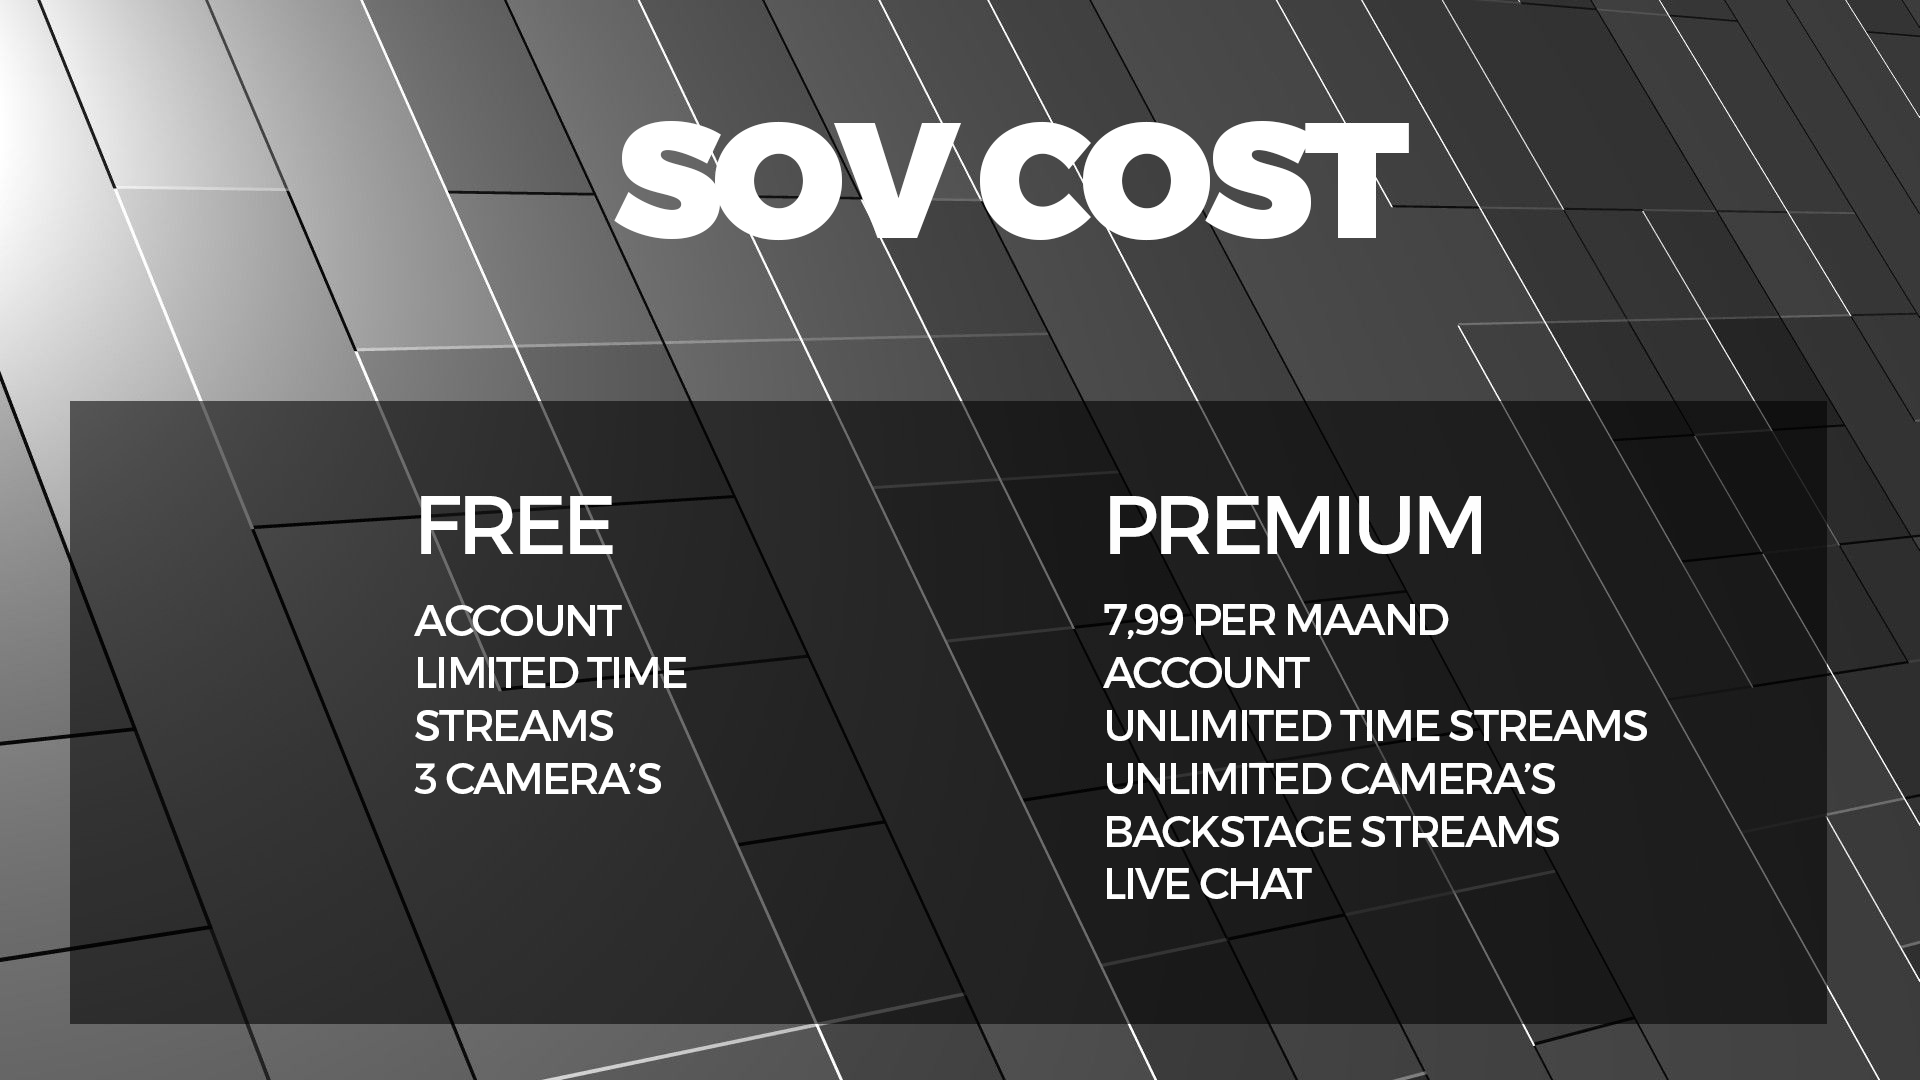 SOV COST
FREE
ACCOUNT
LIMITED TIME
STREAMS
3 CAMERA’S
PREMIUM
7,99 PER MAAND
ACCOUNT
UNLIMITED TIME STREAMS
UNLIMITED CAMERA’S
BACKSTAGE STREAMS
LIVE CHAT